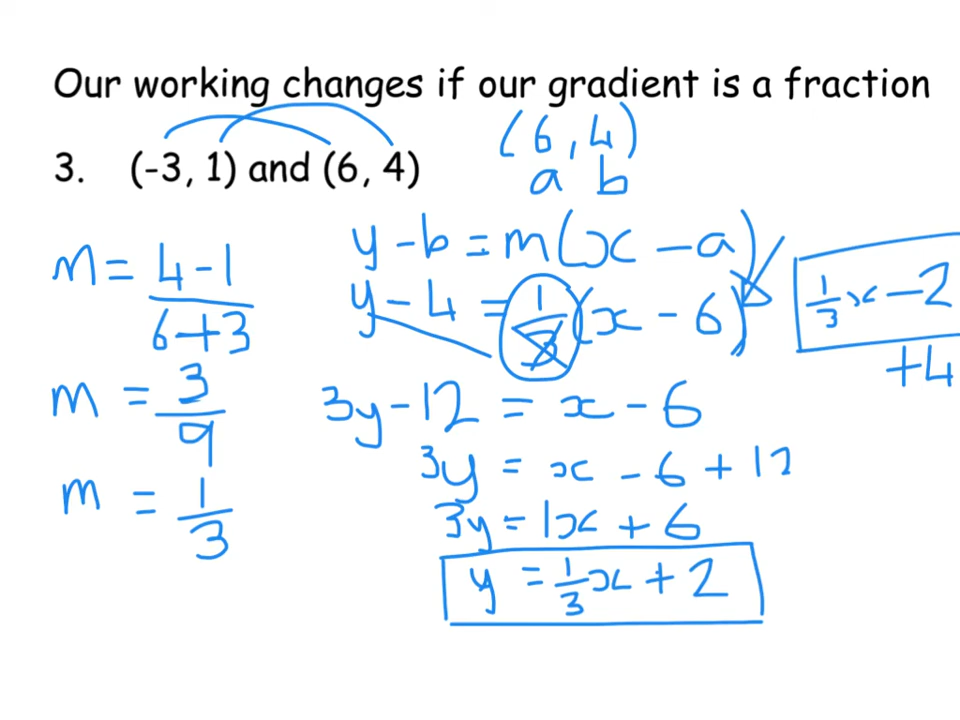 Our working changes if our gradient is a fraction
3. (-3, 1) and (6, 4)
(6, 4)
a b
m = 4 - 1
6 + 3
m = 3
9
m = 1
3
y - b = m(x - a)
y - 4 = 1/3 (x - 6)
3y - 12 = x - 6
3y = x - 6 + 12
3y = 1x + 6
y = 1/3 x + 2
1/3 x - 2
+4